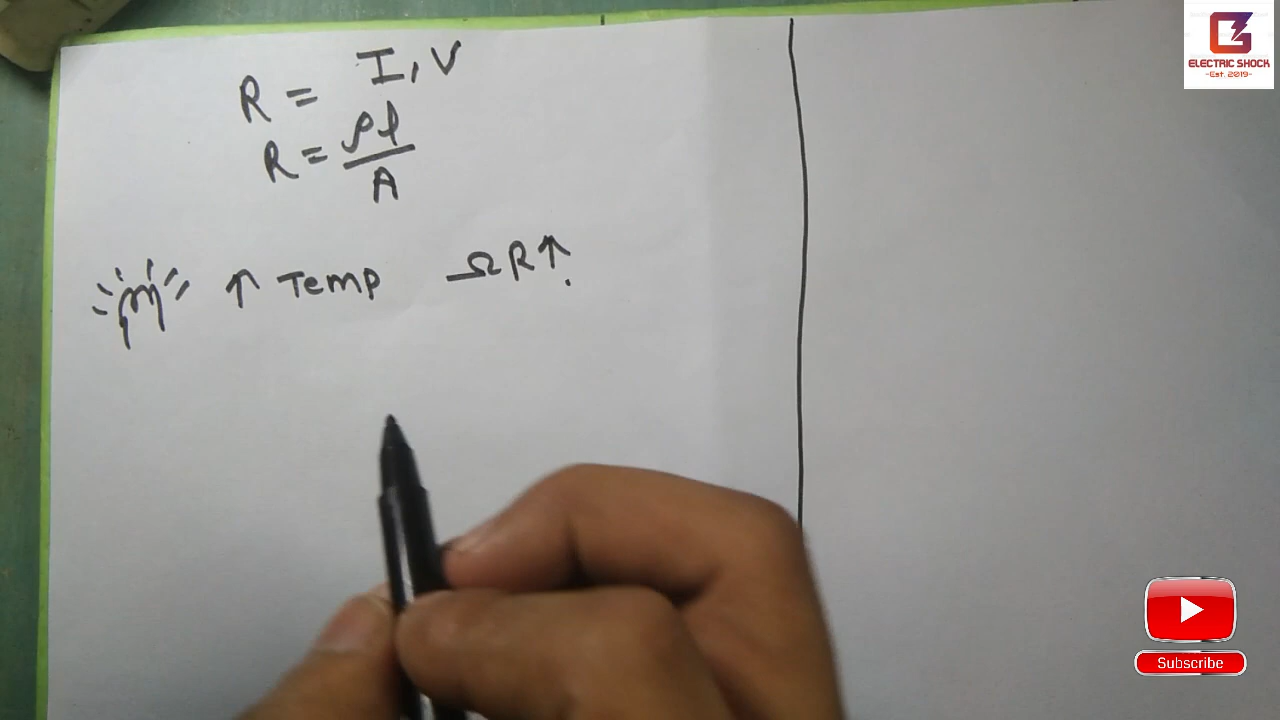 R = I, V
R = ρl / A
↑ Temp Ω R↑
ELECTRIC SHOCK
-Est. 2019-
Subscribe